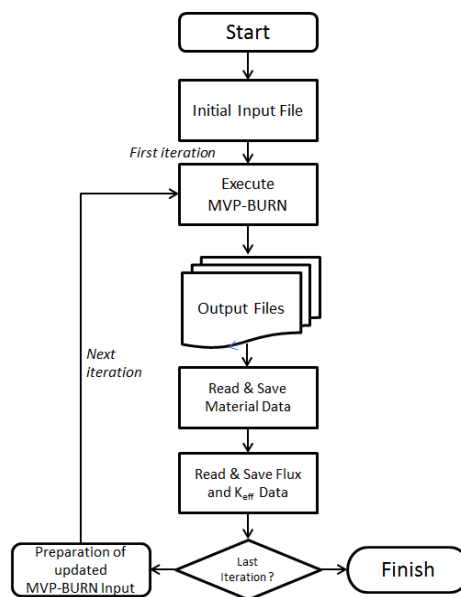 Start
Initial Input File
First iteration
Execute
MVP-BURN
Output Files
Next
iteration
Read & Save
Material Data
Read & Save Flux
and Keff Data
Last
Iteration ?
Preparation of
updated
MVP-BURN Input
Finish